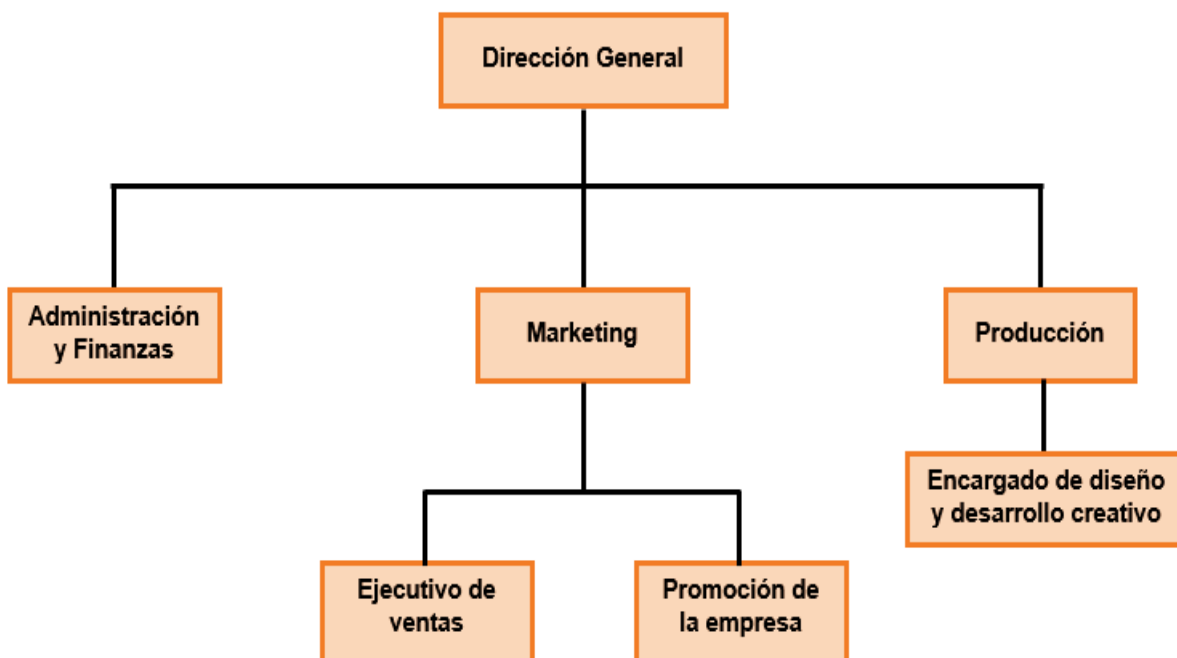 Dirección General
Administración
y Finanzas
Marketing
Producción
Encargado de diseño
y desarrollo creativo
Ejecutivo de
ventas
Promoción de
la empresa